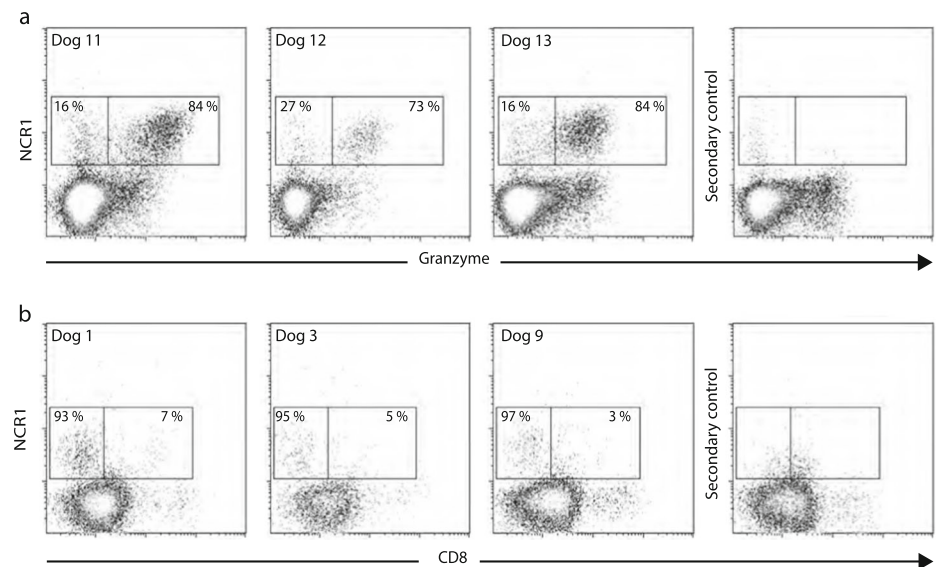 a
Dog 11
Dog 12
Dog 13
16 %
84 %
27 %
73 %
16 %
84 %
NCR1
Secondary control
Granzyme
b
Dog 1
Dog 3
Dog 9
93 %
7 %
95 %
5 %
97 %
3 %
NCR1
Secondary control
CD8